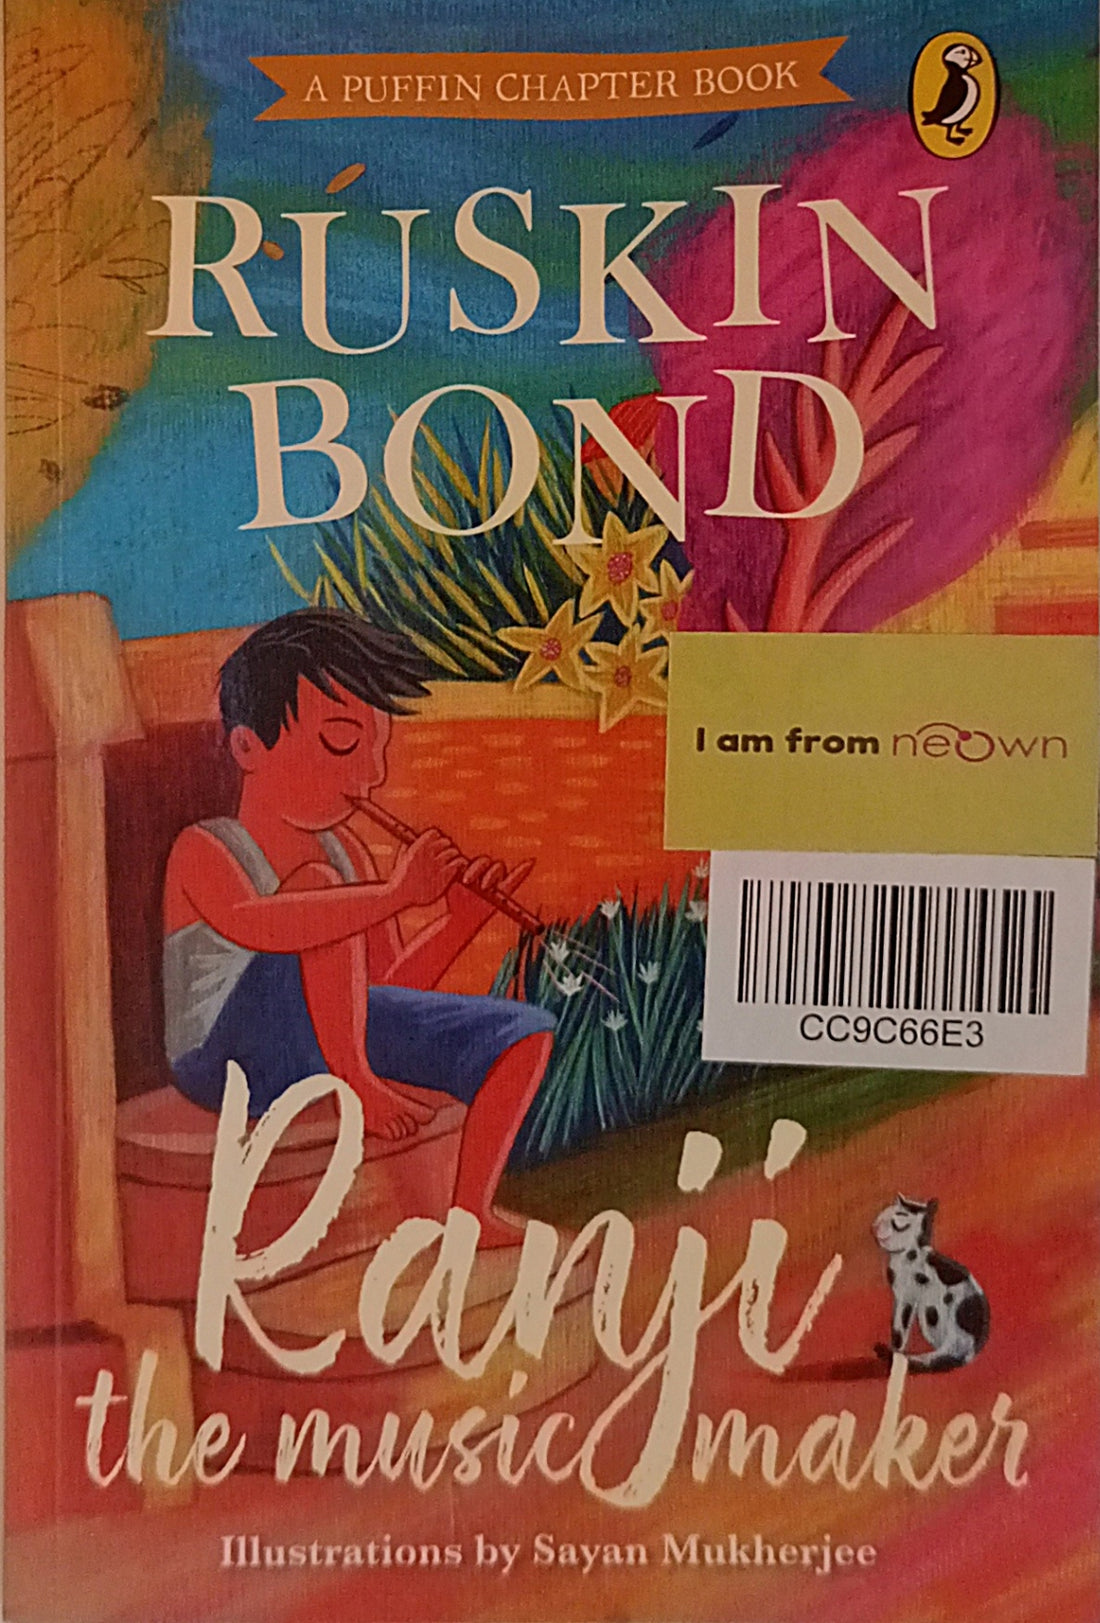 A PUFFIN CHAPTER BOOK
RUSKIN
BOND
I am from neown
CC9C66E3
Ranji
the music maker
Illustrations by Sayan Mukherjee